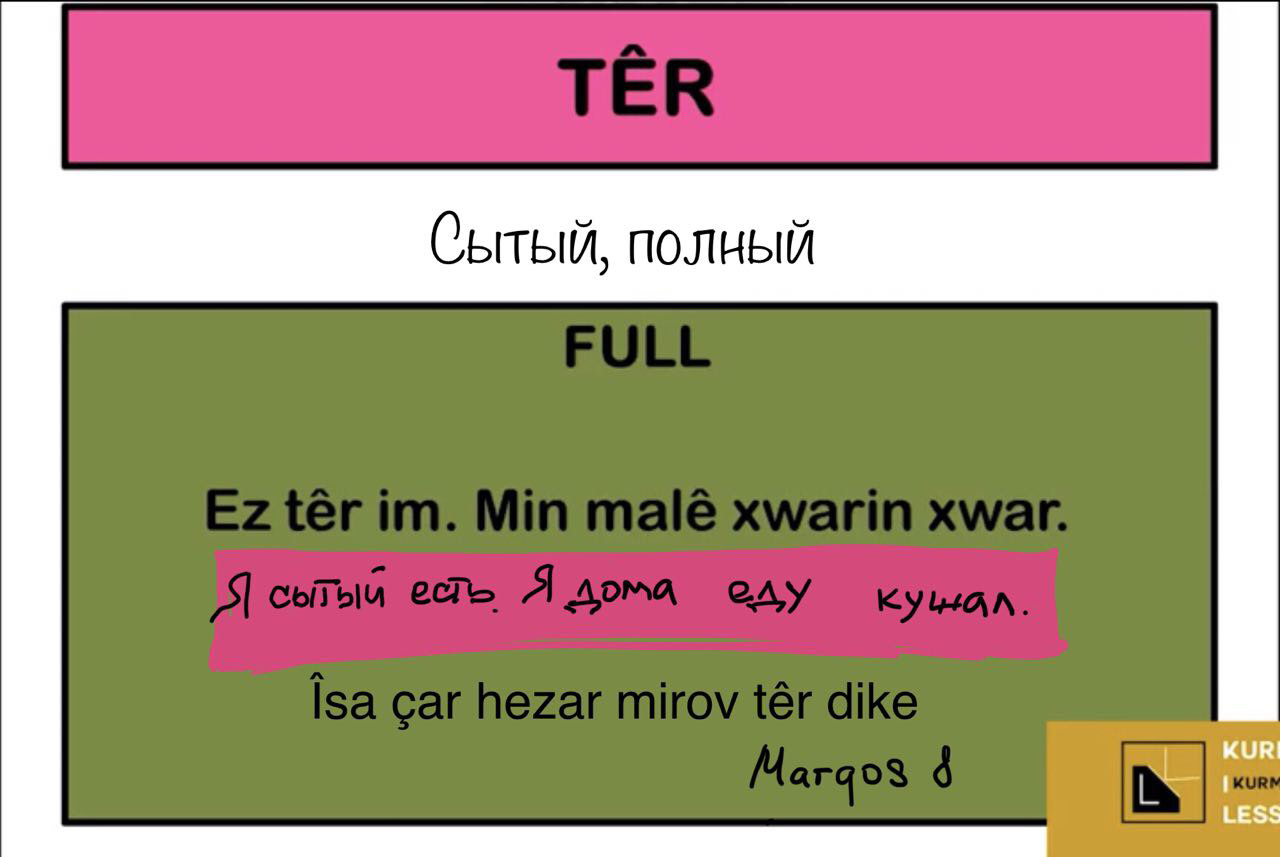 TÊR
Сытый, полный
FULL
Ez têr im. Min malê xwarin xwar.
Я сытый есть. Я дома еду кушал.
Îsa çar hezar mirov têr dike
Marqos 8
KURI
| KURM
LESS